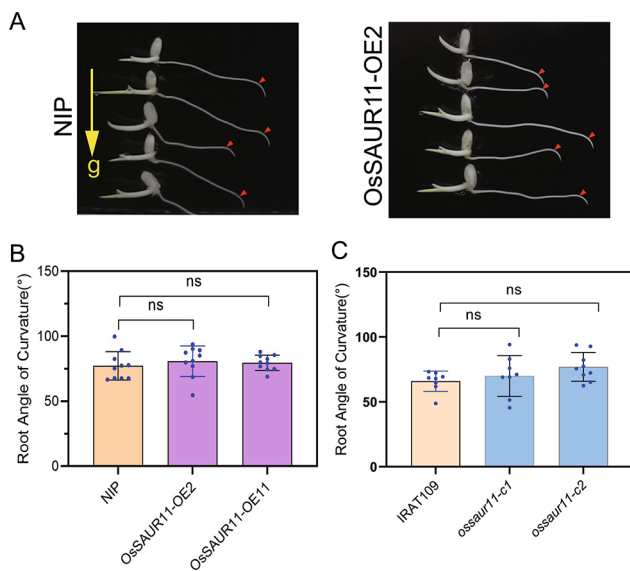 A
NIP
g
OsSAUR11-OE2
B
Root Angle of Curvature(°)
150
100
50
0
ns
ns
NIP
OsSAUR11-OE2
OsSAUR11-OE11
C
Root Angle of Curvature(°)
150
100
50
0
ns
ns
IRAT109
ossaur11-c1
ossaur11-c2